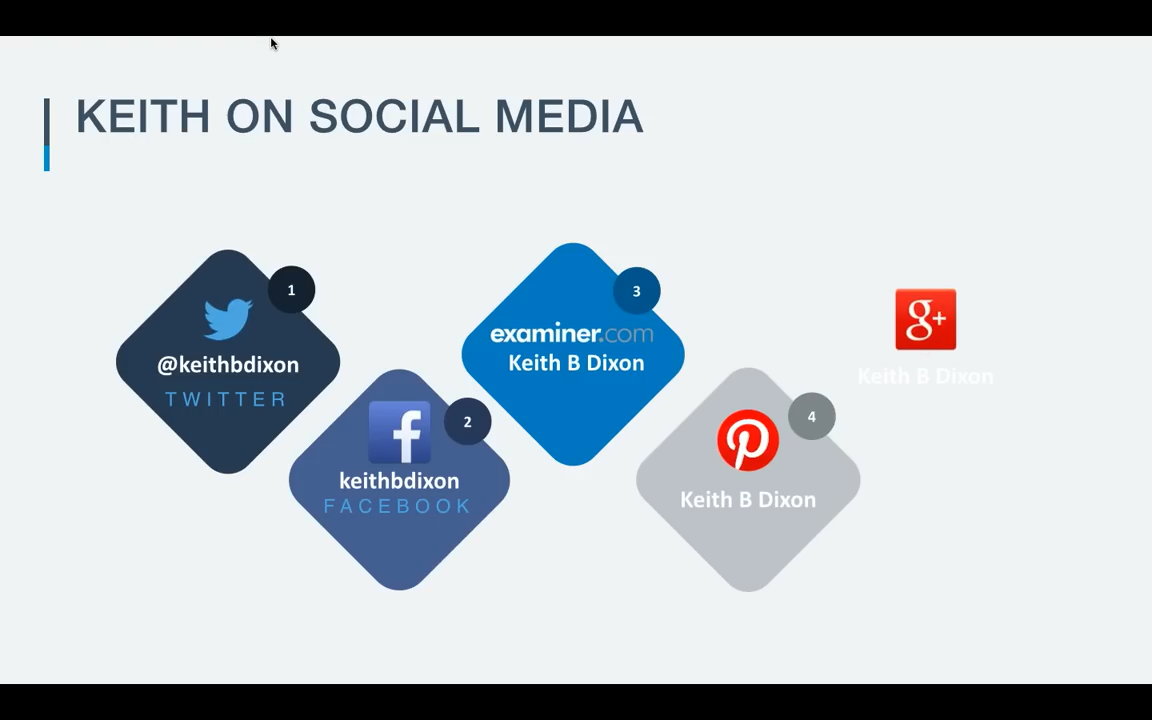 KEITH ON SOCIAL MEDIA
1
@keithbdixon
TWITTER
2
f
keithbdixon
FACEBOOK
3
examiner.com
Keith B Dixon
4
Keith B Dixon
g+
Keith B Dixon